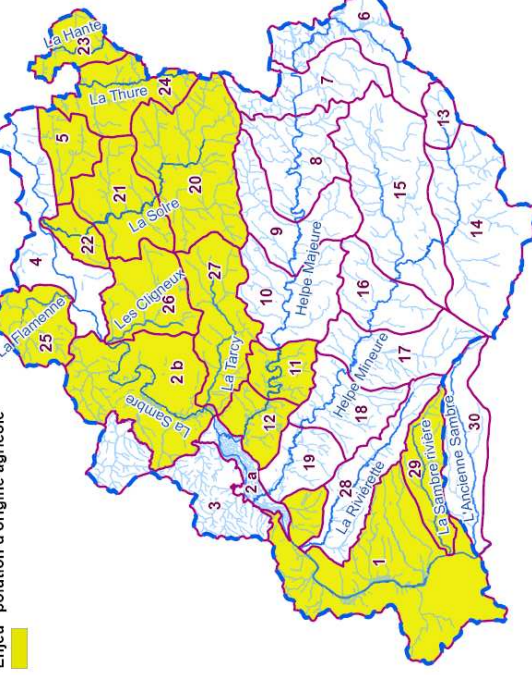 Enjeu "polution d'origine agricole"
La Hante
23
6
La Thure
24
7
5
13
21
20
8
15
22
La Solre
9
14
4
Helpe Majeure
La Flamenne
25
Les Cligneux
26
27
10
16
2 b
La Tarcy
11
17
La Sambre
12
Helpe Mineure
18
30
3
2 a
19
28
La Rivièrette
29
La Sambre rivière
L'Ancienne Sambre
1